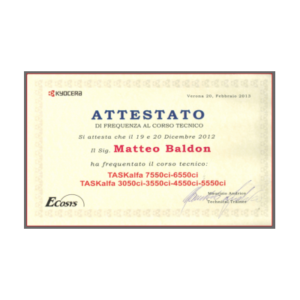 KYOCERA
Verona 20, Febbraio 2013
ATTESTATO
DI FREQUENZA AL CORSO TECNICO
Si attesta che il 19 e 20 Dicembre 2012
Il Sig. Matteo Baldon
ha frequentato il corso tecnico:
TASKalfa 7550ci-6550ci
TASKalfa 3050ci-3550ci-4550ci-5550ci
Massimo Andreis
Technical Trainer
ECOSYS